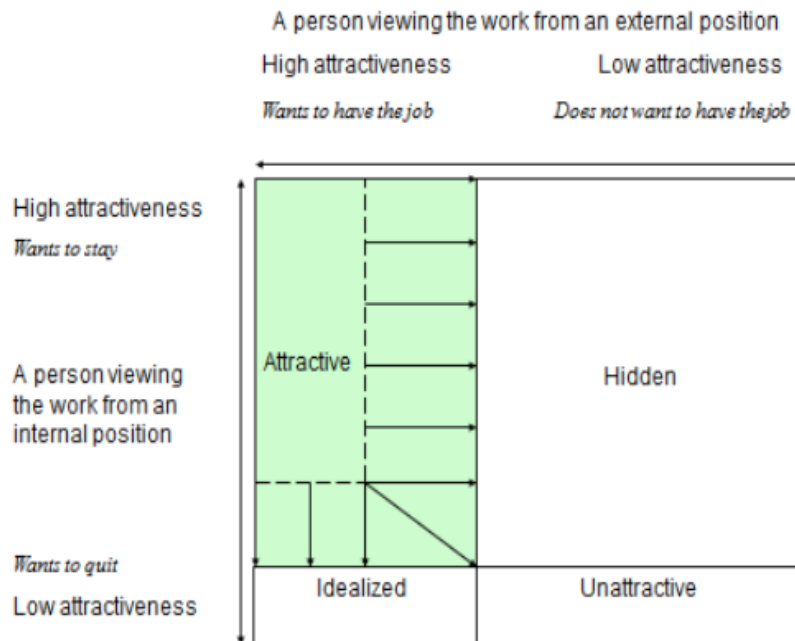 A person viewing the work from an external position
High attractiveness
Low attractiveness
Wants to have the job
Does not want to have thejob
High attractiveness
Wants to stay
Attractive
Hidden
A person viewing
the work from an
internal position
Wants to quit
Low attractiveness
Idealized
Unattractive